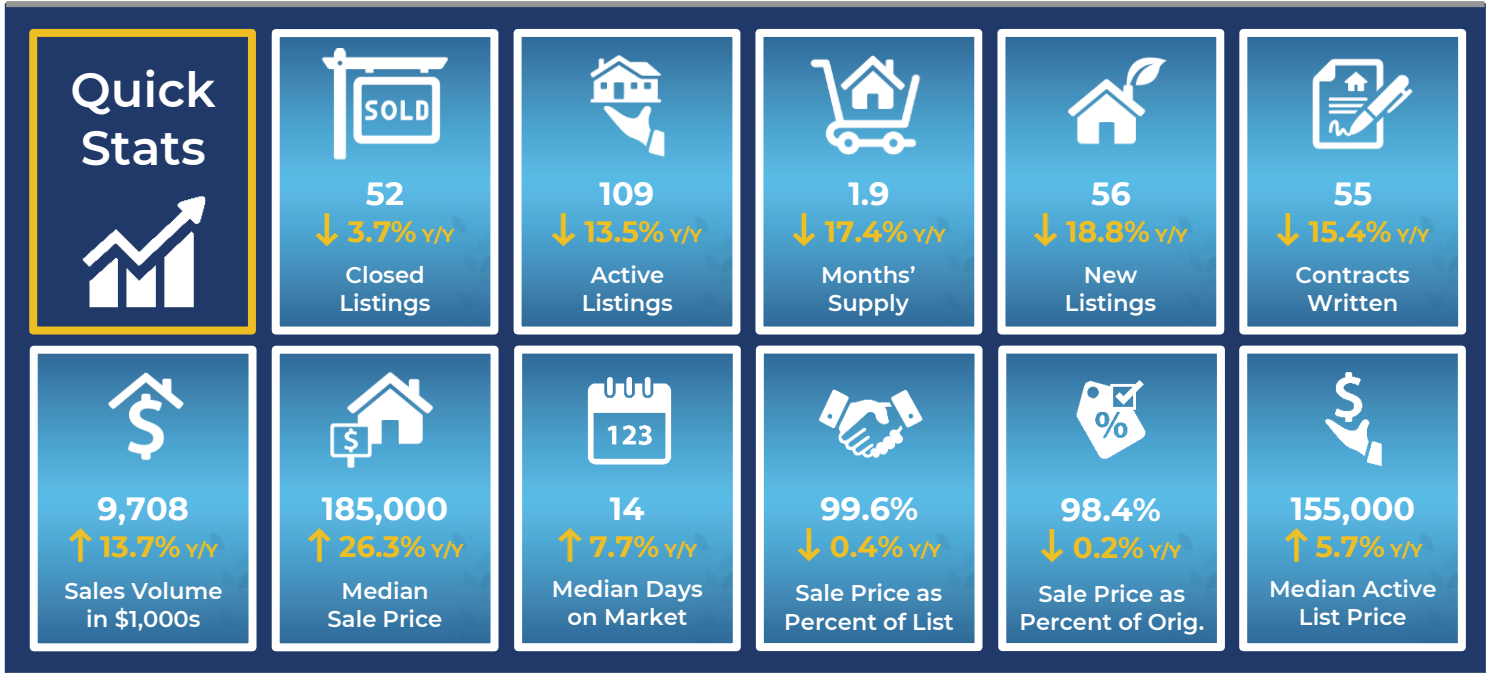 Quick
Stats
SOLD
52
↓ 3.7% Y/Y
Closed
Listings
109
↓ 13.5% Y/Y
Active
Listings
1.9
↓ 17.4% Y/Y
Months’
Supply
56
↓ 18.8% Y/Y
New
Listings
55
↓ 15.4% Y/Y
Contracts
Written
$
9,708
↑ 13.7% Y/Y
Sales Volume
in $1,000s
$
185,000
↑ 26.3% Y/Y
Median
Sale Price
123
14
↑ 7.7% Y/Y
Median Days
on Market
99.6%
↓ 0.4% Y/Y
Sale Price as
Percent of List
%
98.4%
↓ 0.2% Y/Y
Sale Price as
Percent of Orig.
$
155,000
↑ 5.7% Y/Y
Median Active
List Price